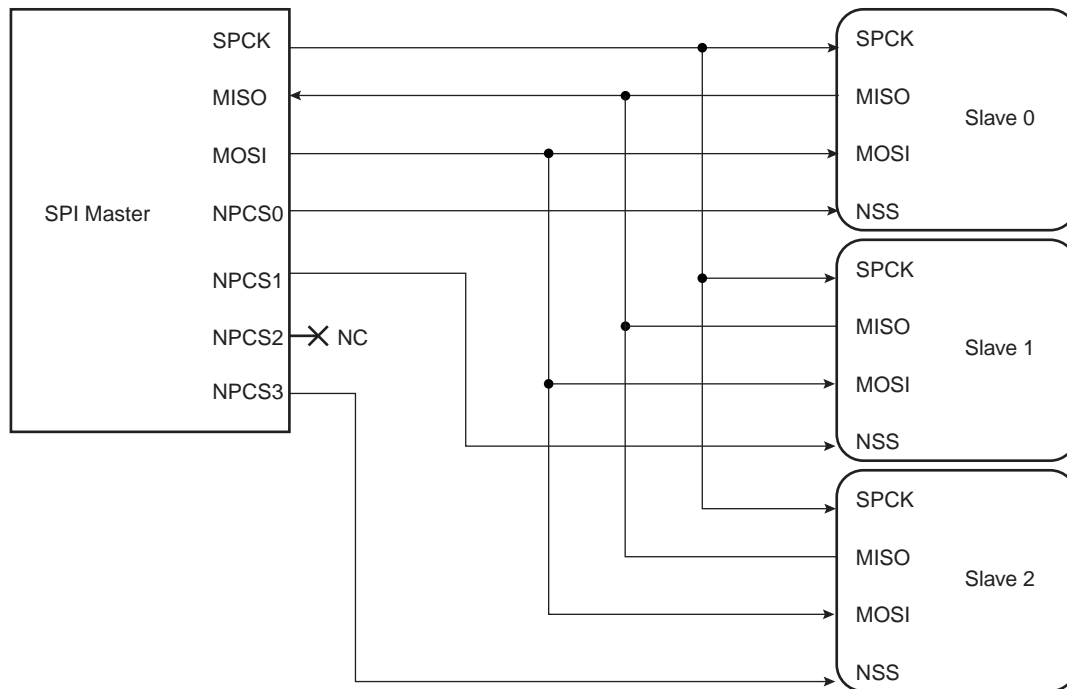 SPI Master
SPCK
MISO
MOSI
NPCS0
NPCS1
NPCS2
NC
NPCS3
SPCK
MISO
Slave 0
MOSI
NSS
SPCK
MISO
Slave 1
MOSI
NSS
SPCK
MISO
Slave 2
MOSI
NSS